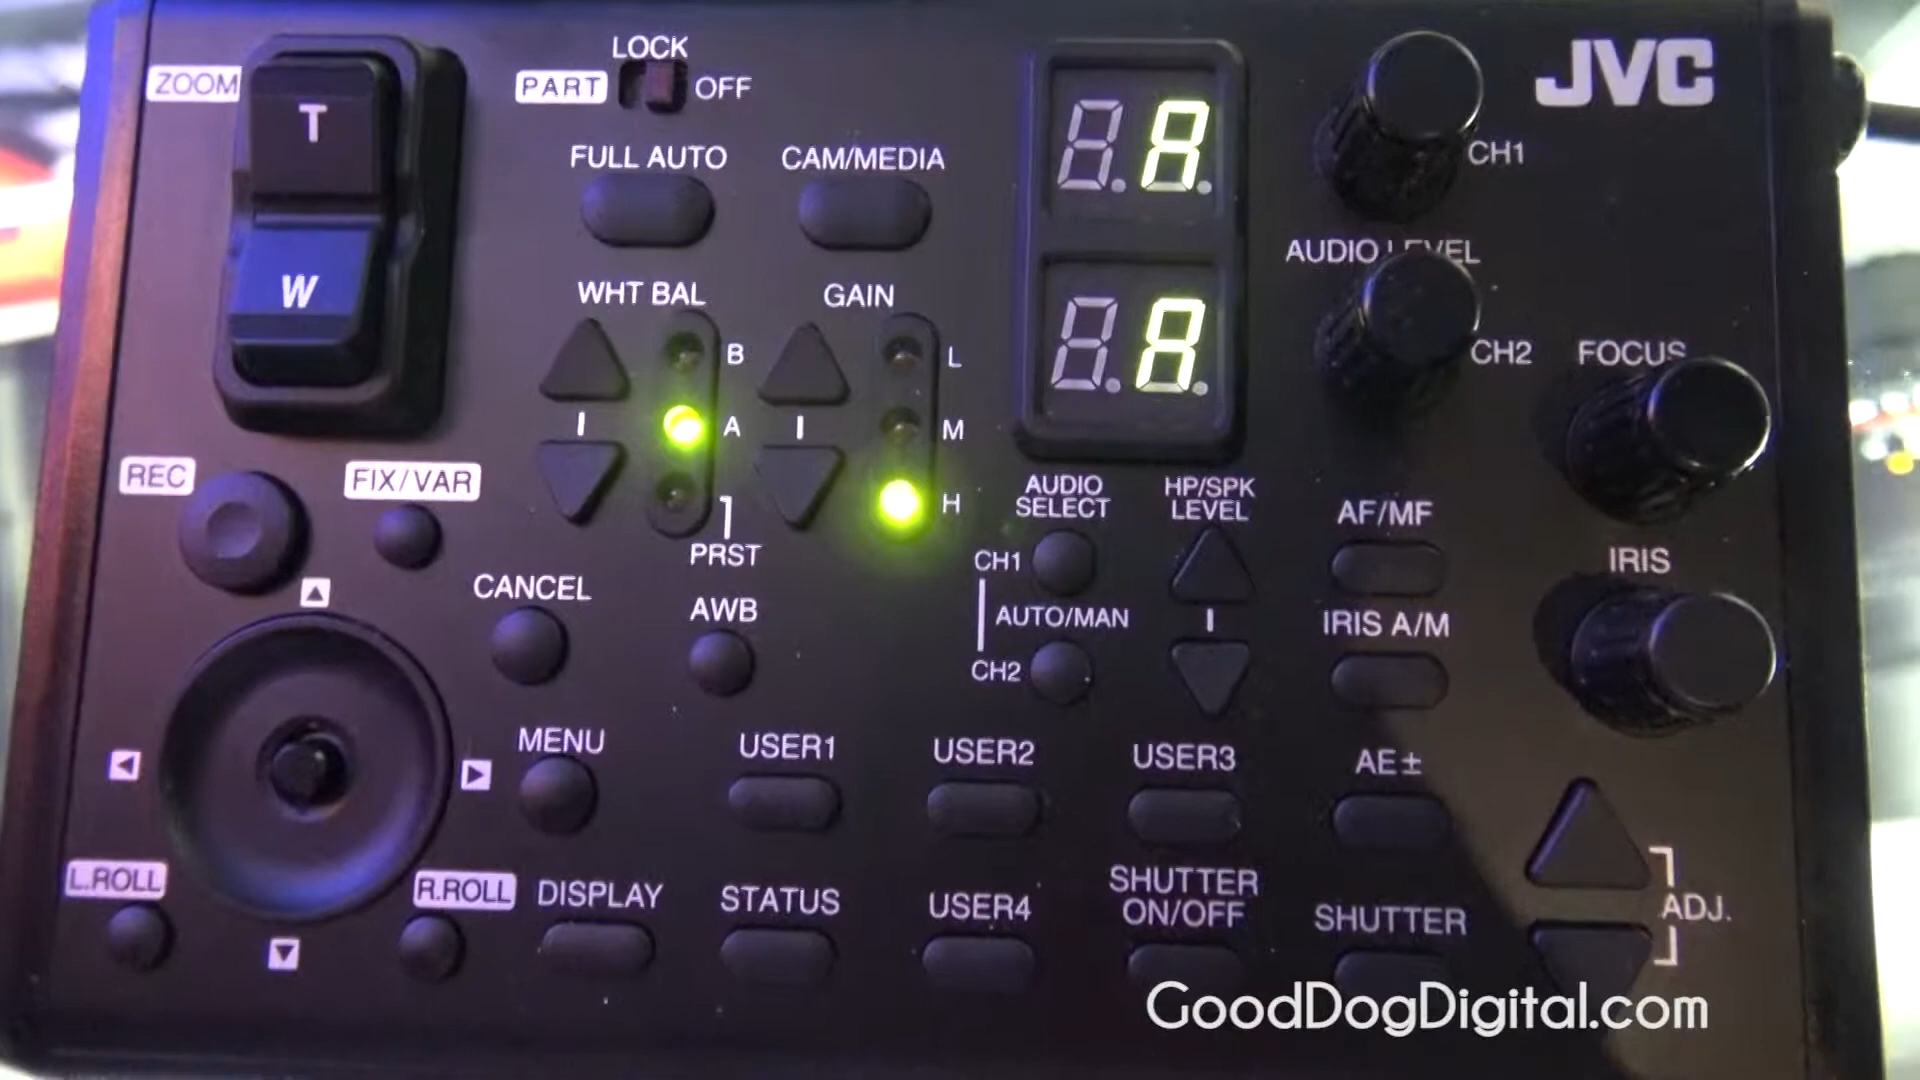 LOCK
ZOOM
PART
OFF
JVC
T
FULL AUTO
CAM/MEDIA
CH1
AUDIO LEVEL
W
WHT BAL
GAIN
B
L
CH2
FOCUS
A
M
REC
FIX/VAR
H
AUDIO
SELECT
HP/SPK
LEVEL
AF/MF
PRST
CH1
IRIS
CANCEL
AWB
AUTO/MAN
IRIS A/M
CH2
MENU
USER1
USER2
USER3
AE±
L.ROLL
R.ROLL
DISPLAY
STATUS
USER4
SHUTTER
ON/OFF
SHUTTER
ADJ.
GoodDogDigital.com